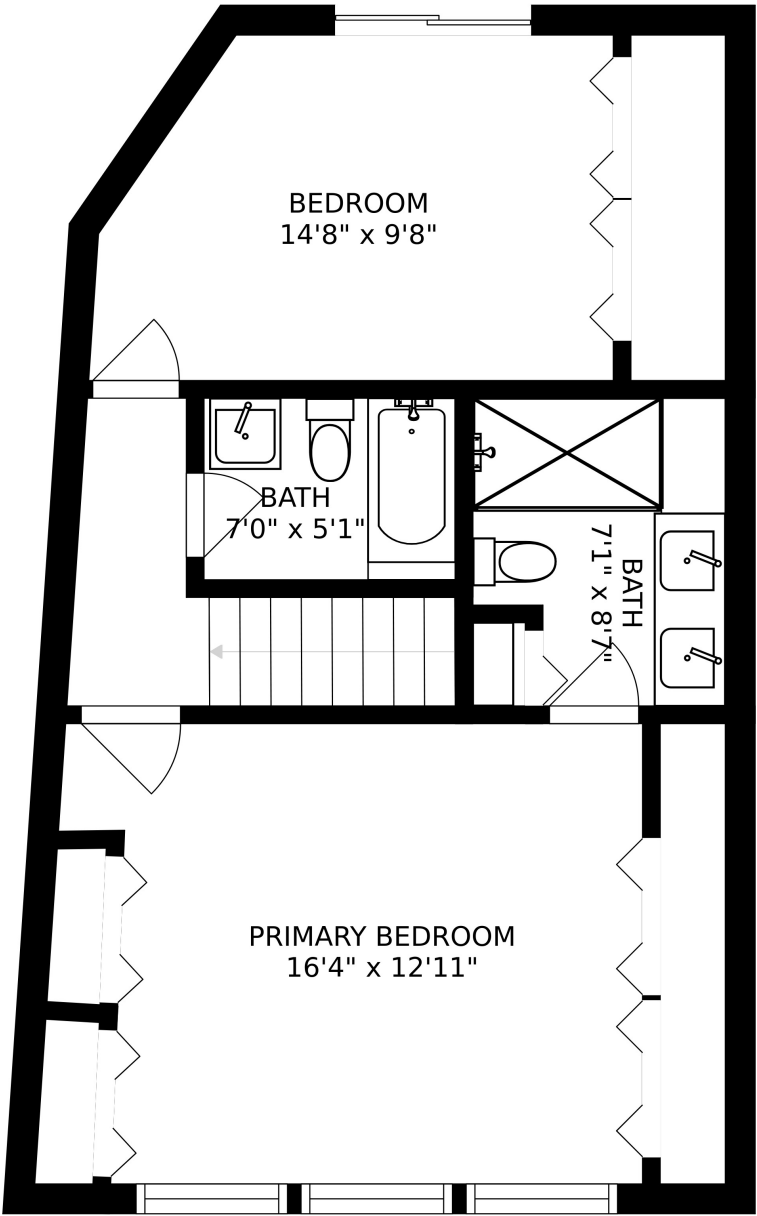 BEDROOM
14'8" x 9'8"
BATH
7'0" x 5'1"
BATH
7'1" x 8'7"
PRIMARY BEDROOM
16'4" x 12'11"